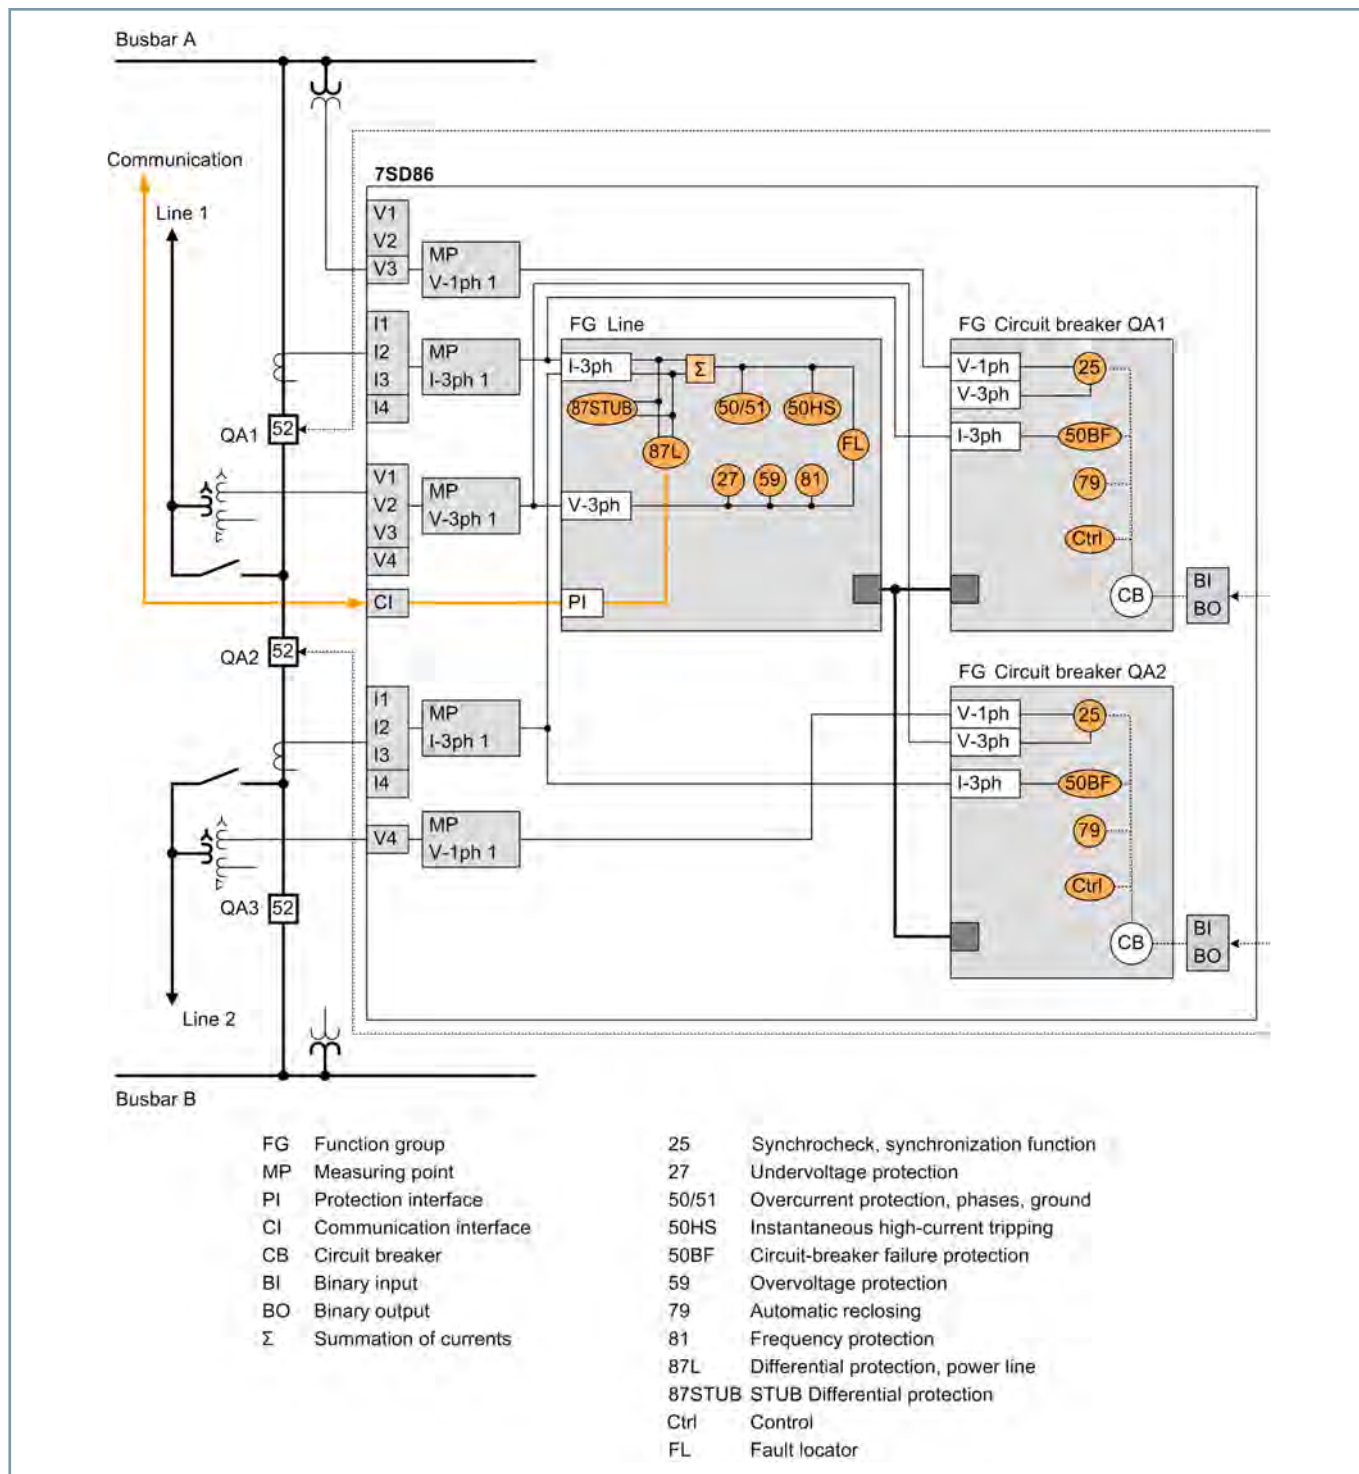 Busbar A
Communication
Line 1
7SD86
V1
V2
V3
MP
V-1ph 1
I1
I2
I3
I4
MP
I-3ph 1
QA1
52
V1
V2
V3
V4
MP
V-3ph 1
CI
FG Line
I-3ph
Σ
87STUB
50/51
50HS
87L
FL
27
59
81
V-3ph
PI
FG Circuit breaker QA1
V-1ph
25
V-3ph
I-3ph
50BF
79
Ctrl
CB
BI
BO
QA2
52
I1
I2
I3
I4
MP
I-3ph 1
V4
MP
V-1ph 1
QA3
52
FG Circuit breaker QA2
V-1ph
25
V-3ph
I-3ph
50BF
79
Ctrl
CB
BI
BO
Line 2
Busbar B
FG Function group
MP Measuring point
PI Protection interface
CI Communication interface
CB Circuit breaker
BI Binary input
BO Binary output
Σ Summation of currents
25 Synchrocheck, synchronization function
27 Undervoltage protection
50/51 Overcurrent protection, phases, ground
50HS Instantaneous high-current tripping
50BF Circuit-breaker failure protection
59 Overvoltage protection
79 Automatic reclosing
81 Frequency protection
87L Differential protection, power line
87STUB STUB Differential protection
Ctrl Control
FL Fault locator